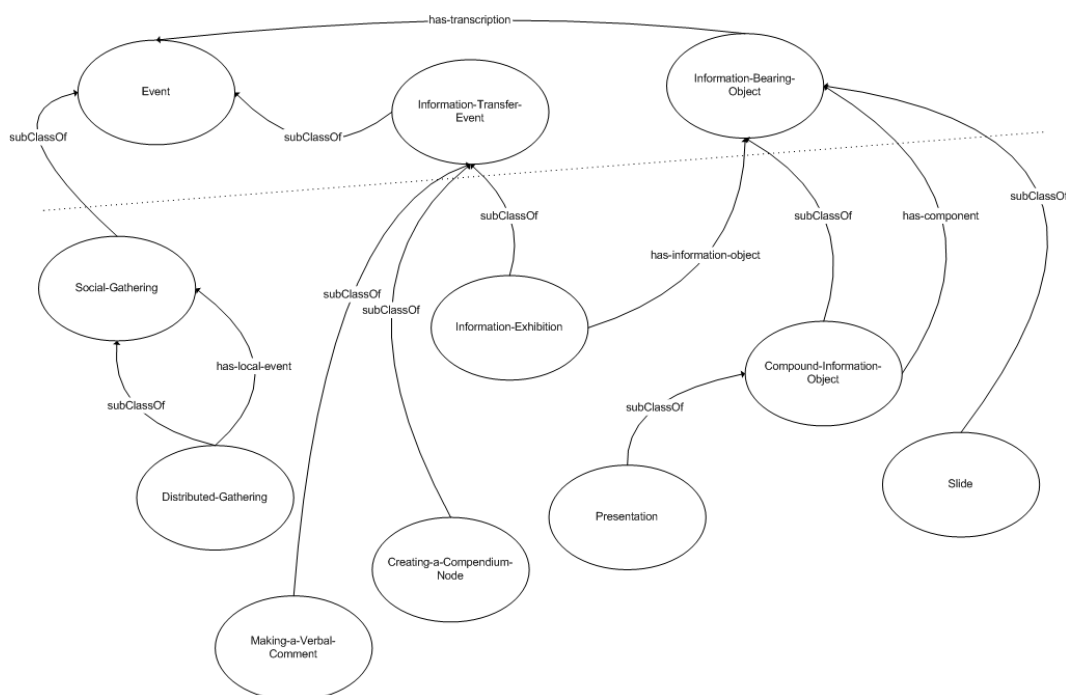 has-transcription
Event
Information-Transfer-
Event
Information-Bearing-
Object
subClassOf
subClassOf
subClassOf
subClassOf
subClassOf
has-component
has-information-object
Social-Gathering
subClassOf
subClassOf
Information-Exhibition
has-local-event
Compound-Information-
Object
subClassOf
subClassOf
Distributed-Gathering
Presentation
Slide
Creating-a-Compendium-
Node
Making-a-Verbal-
Comment